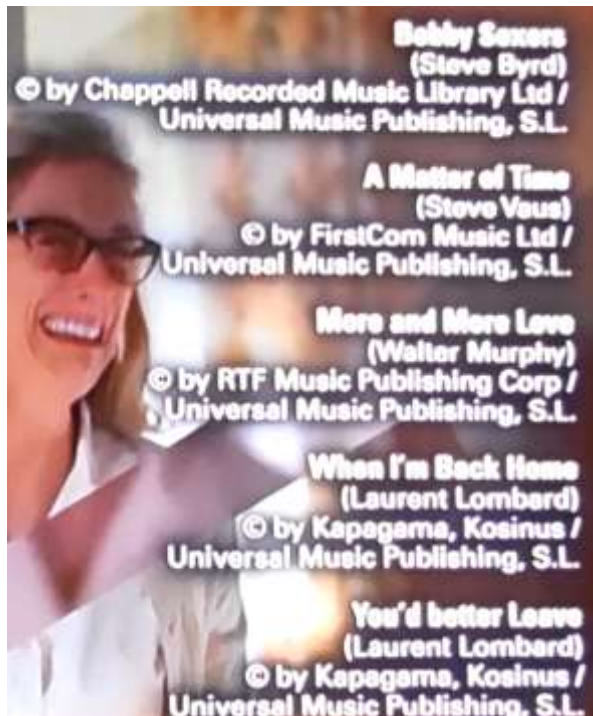 Bobby Soxers
(Steve Byrd)
© by Chappell Recorded Music Library Ltd /
Universal Music Publishing, S.L.
A Matter of Time
(Steve Vaus)
© by FirstCom Music Ltd /
Universal Music Publishing, S.L.
More and More Love
(Walter Murphy)
© by RTF Music Publishing Corp /
Universal Music Publishing, S.L.
When I'm Back Home
(Laurent Lombard)
© by Kapagama, Kosinus /
Universal Music Publishing, S.L.
You'd better Leave
(Laurent Lombard)
© by Kapagama, Kosinus /
Universal Music Publishing, S.L.